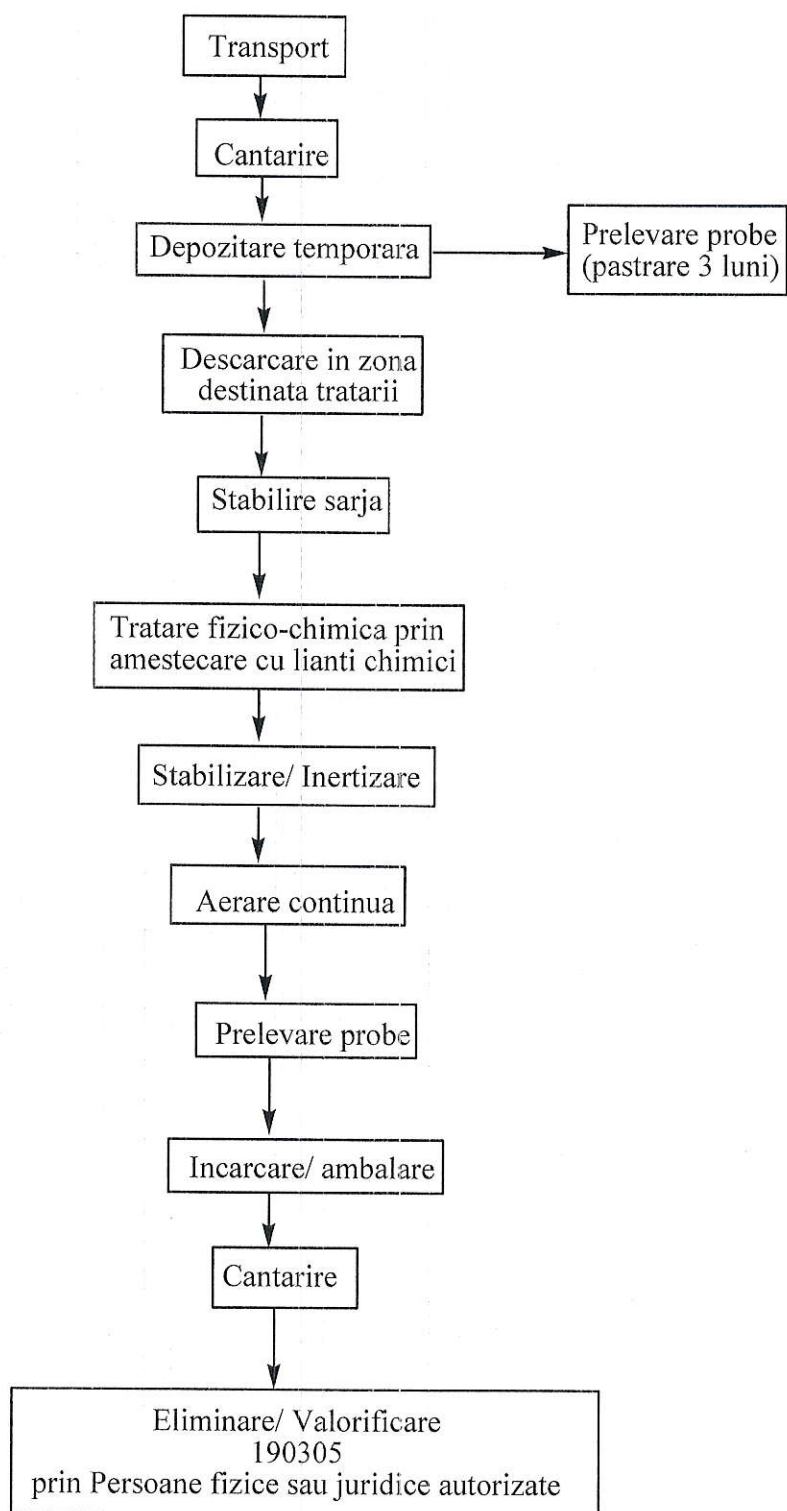 Transport
Cantarire
Depozitare temporara
Prelevare probe
(pastrare 3 luni)
Descarcare in zona
destinata tratarii
Stabilire sarja
Tratare fizico-chimica prin
amestecare cu lianti chimici
Stabilizare/ Inertizare
Aerare continua
Prelevare probe
Incarcare/ ambalare
Cantarire
Eliminare/ Valorificare
190305
prin Persoane fizice sau juridice autorizate